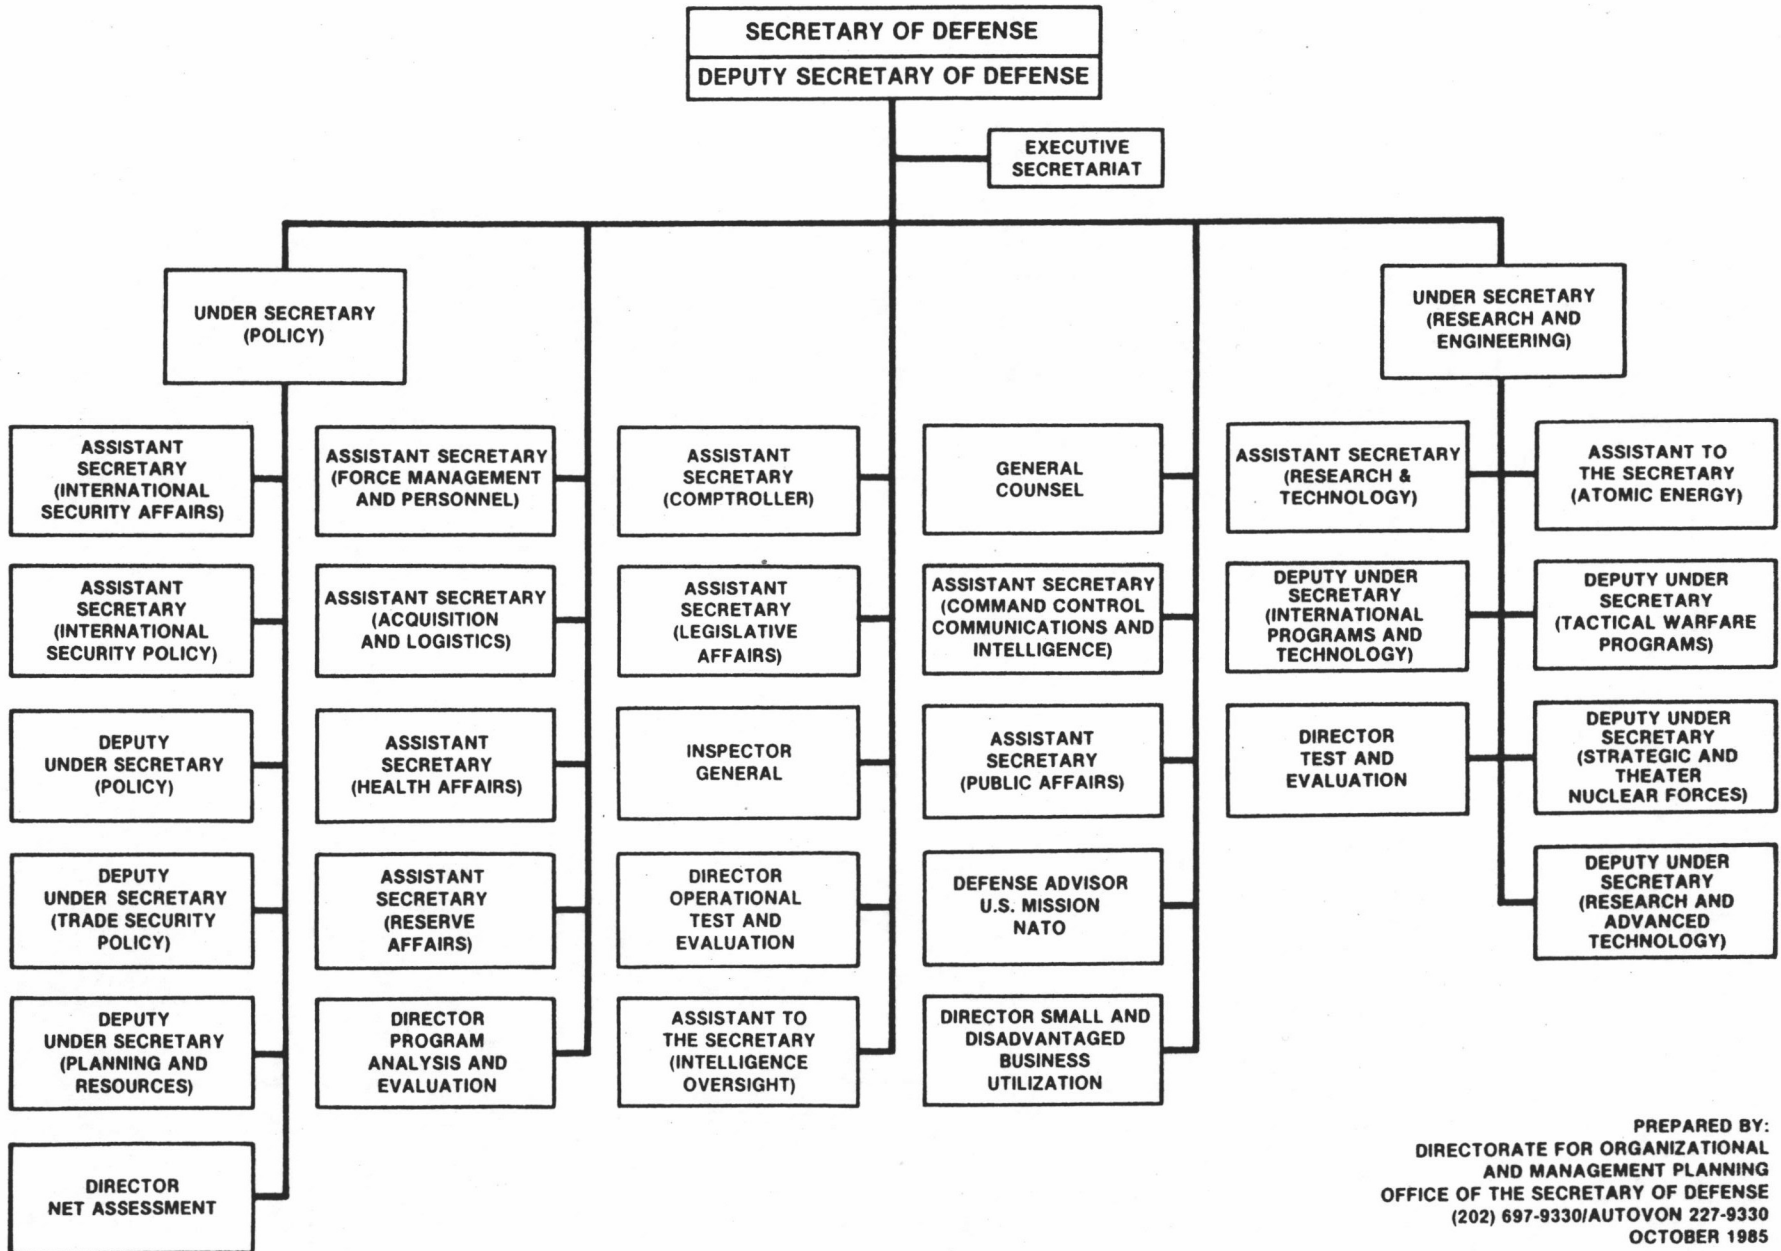 SECRETARY OF DEFENSE
DEPUTY SECRETARY OF DEFENSE
EXECUTIVE
SECRETARIAT
UNDER SECRETARY
(POLICY)
UNDER SECRETARY
(RESEARCH AND
ENGINEERING)
ASSISTANT
SECRETARY
(INTERNATIONAL
SECURITY AFFAIRS)
ASSISTANT
SECRETARY
(INTERNATIONAL
SECURITY POLICY)
DEPUTY
UNDER SECRETARY
(POLICY)
DEPUTY
UNDER SECRETARY
(TRADE SECURITY
POLICY)
DEPUTY
UNDER SECRETARY
(PLANNING AND
RESOURCES)
DIRECTOR
NET ASSESSMENT
ASSISTANT SECRETARY
(FORCE MANAGEMENT
AND PERSONNEL)
ASSISTANT SECRETARY
(ACQUISITION
AND LOGISTICS)
ASSISTANT
SECRETARY
(HEALTH AFFAIRS)
ASSISTANT
SECRETARY
(RESERVE
AFFAIRS)
DIRECTOR
PROGRAM
ANALYSIS AND
EVALUATION
ASSISTANT
SECRETARY
(COMPTROLLER)
ASSISTANT
SECRETARY
(LEGISLATIVE
AFFAIRS)
INSPECTOR
GENERAL
DIRECTOR
OPERATIONAL
TEST AND
EVALUATION
ASSISTANT TO
THE SECRETARY
(INTELLIGENCE
OVERSIGHT)
GENERAL
COUNSEL
ASSISTANT SECRETARY
(COMMAND CONTROL
COMMUNICATIONS AND
INTELLIGENCE)
ASSISTANT
SECRETARY
(PUBLIC AFFAIRS)
DEFENSE ADVISOR
U.S. MISSION
NATO
DIRECTOR SMALL AND
DISADVANTAGED
BUSINESS
UTILIZATION
ASSISTANT SECRETARY
(RESEARCH &
TECHNOLOGY)
DEPUTY UNDER
SECRETARY
(INTERNATIONAL
PROGRAMS AND
TECHNOLOGY)
DIRECTOR
TEST AND
EVALUATION
ASSISTANT TO
THE SECRETARY
(ATOMIC ENERGY)
DEPUTY UNDER
SECRETARY
(TACTICAL WARFARE
PROGRAMS)
DEPUTY UNDER
SECRETARY
(STRATEGIC AND
THEATER
NUCLEAR FORCES)
DEPUTY UNDER
SECRETARY
(RESEARCH AND
ADVANCED
TECHNOLOGY)
PREPARED BY:
DIRECTORATE FOR ORGANIZATIONAL
AND MANAGEMENT PLANNING
OFFICE OF THE SECRETARY OF DEFENSE
(202) 697-9330/AUTOVON 227-9330
OCTOBER 1985